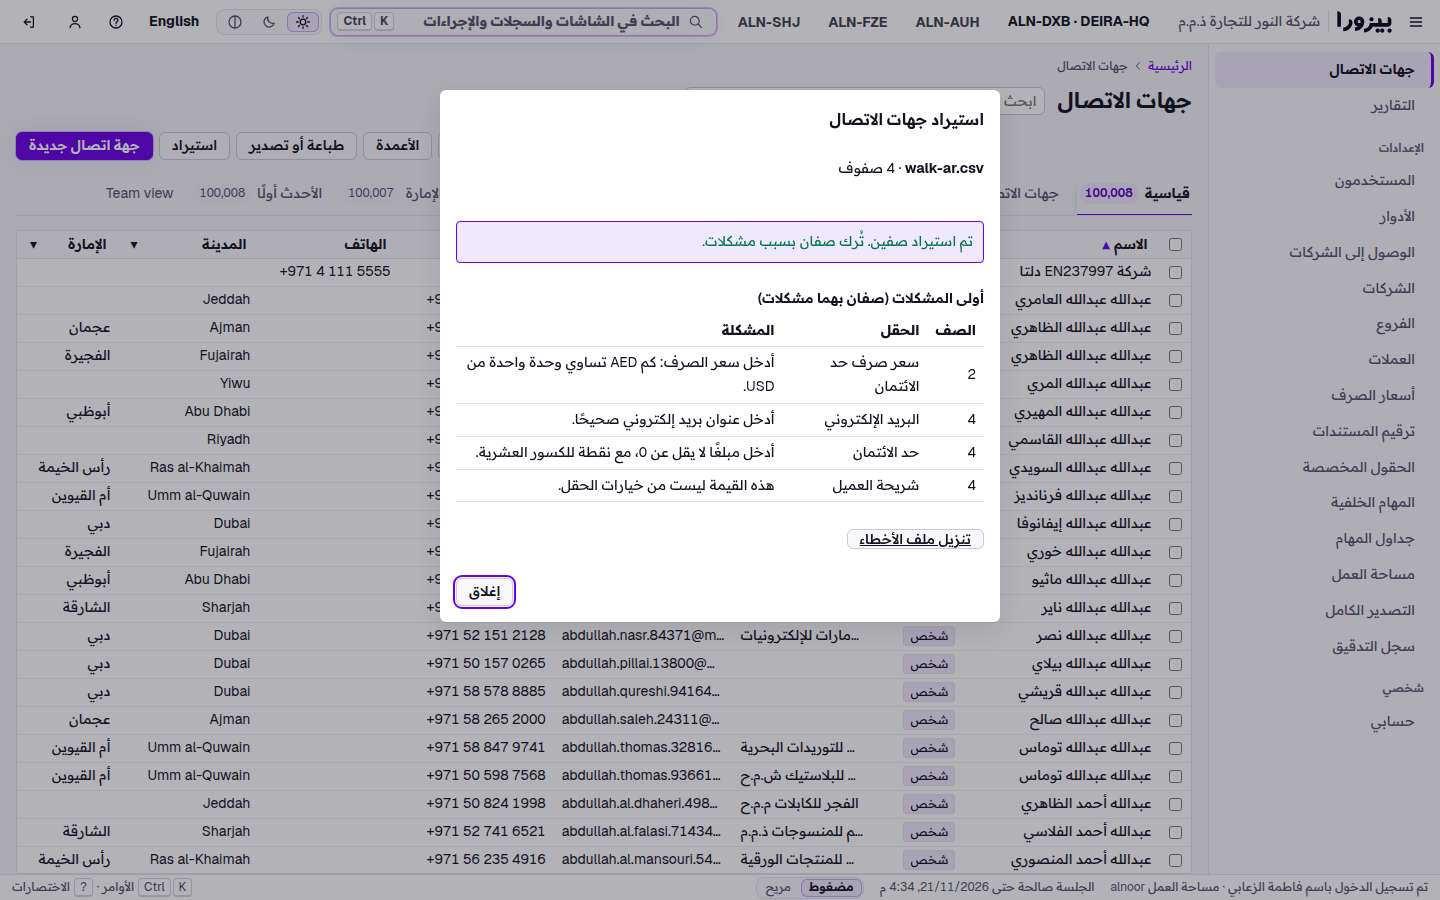 بيزورا
شركة النور للتجارة ذ.م.م
ALN-DXB · DEIRA-HQ
ALN-AUH
ALN-FZE
ALN-SHJ
البحث في الشاشات والسجلات والإجراءات
Ctrl K
English
جهات الاتصال
التقارير
الإعدادات
المستخدمون
الأدوار
الوصول إلى الشركات
الشركات
الفروع
العملات
أسعار الصرف
ترقيم المستندات
الحقول المخصصة
المهام الخلفية
جداول المهام
مساحة العمل
التصدير الكامل
سجل التدقيق
شخصي
حسابي
الرئيسية › جهات الاتصال
جهات الاتصال
ابحث
الأعمدة
طباعة أو تصدير
استيراد
جهة اتصال جديدة
قياسية 100,008
100,007
الأحدث أولًا 100,008
Team view
الاسم ▲ الهاتف المدينة ▼ الإمارة ▼
شركة EN237997 دلتا +971 4 111 5555
عبدالله عبدالله العامري Jeddah
عبدالله عبدالله الظاهري Ajman عجمان
عبدالله عبدالله الظاهري Fujairah الفجيرة
عبدالله عبدالله المري Yiwu
عبدالله عبدالله المهيري Abu Dhabi أبوظبي
عبدالله عبدالله القاسمي Riyadh
عبدالله عبدالله السويدي Ras al-Khaimah رأس الخيمة
عبدالله عبدالله فرنانديز Umm al-Quwain أم القيوين
عبدالله عبدالله إيفانوفا Dubai دبي
عبدالله عبدالله خوري Fujairah الفجيرة
عبدالله عبدالله ماثيو Abu Dhabi أبوظبي
عبدالله عبدالله ناير Sharjah الشارقة
عبدالله عبدالله نصر شخص مارات للإلكترونيات… abdullah.nasr.84371@m… +971 52 151 2128 Dubai دبي
عبدالله عبدالله بيلاي شخص abdullah.pillai.13800@… +971 50 157 0265 Dubai دبي
عبدالله عبدالله قريشي شخص abdullah.qureshi.94164… +971 58 578 8885 Dubai دبي
عبدالله عبدالله صالح شخص abdullah.saleh.24311@… +971 58 265 2000 Ajman عجمان
عبدالله عبدالله توماس شخص للتوريدات البحرية… abdullah.thomas.32816… +971 58 847 9741 Umm al-Quwain أم القيوين
عبدالله عبدالله توماس شخص للبلاستيك ش.م.ح… abdullah.thomas.93661… +971 50 598 7568 Umm al-Quwain أم القيوين
عبدالله أحمد الظاهري شخص الفجر للكابلات م.م.ح abdullah.al.dhaheri.498… +971 50 824 1998 Jeddah
عبدالله أحمد الفلاسي شخص م للمنسوجات ذ.م.م… abdullah.al.falasi.71434… +971 52 741 6521 Sharjah الشارقة
عبدالله أحمد المنصوري شخص للمنتجات الورقية… abdullah.al.mansouri.54… +971 56 235 4916 Ras al-Khaimah رأس الخيمة
استيراد جهات الاتصال
walk-ar.csv · 4 صفوف
تم استيراد صفين. تُرك صفان بسبب مشكلات.
أولى المشكلات (صفان بهما مشكلات)
الصف الحقل المشكلة
2 سعر صرف حد الائتمان أدخل سعر الصرف: كم AED تساوي وحدة واحدة من USD.
4 البريد الإلكتروني أدخل عنوان بريد إلكتروني صحيحًا.
4 حد الائتمان أدخل مبلغًا لا يقل عن 0، مع نقطة للكسور العشرية.
4 شريحة العميل هذه القيمة ليست من خيارات الحقل.
تنزيل ملف الأخطاء
إغلاق
تم تسجيل الدخول باسم فاطمة الزعابي · مساحة العمل alnoor
الجلسة صالحة حتى 21/11/2026, 4:34 م
مضغوط مريح
Ctrl K الأوامر · ? الاختصارات